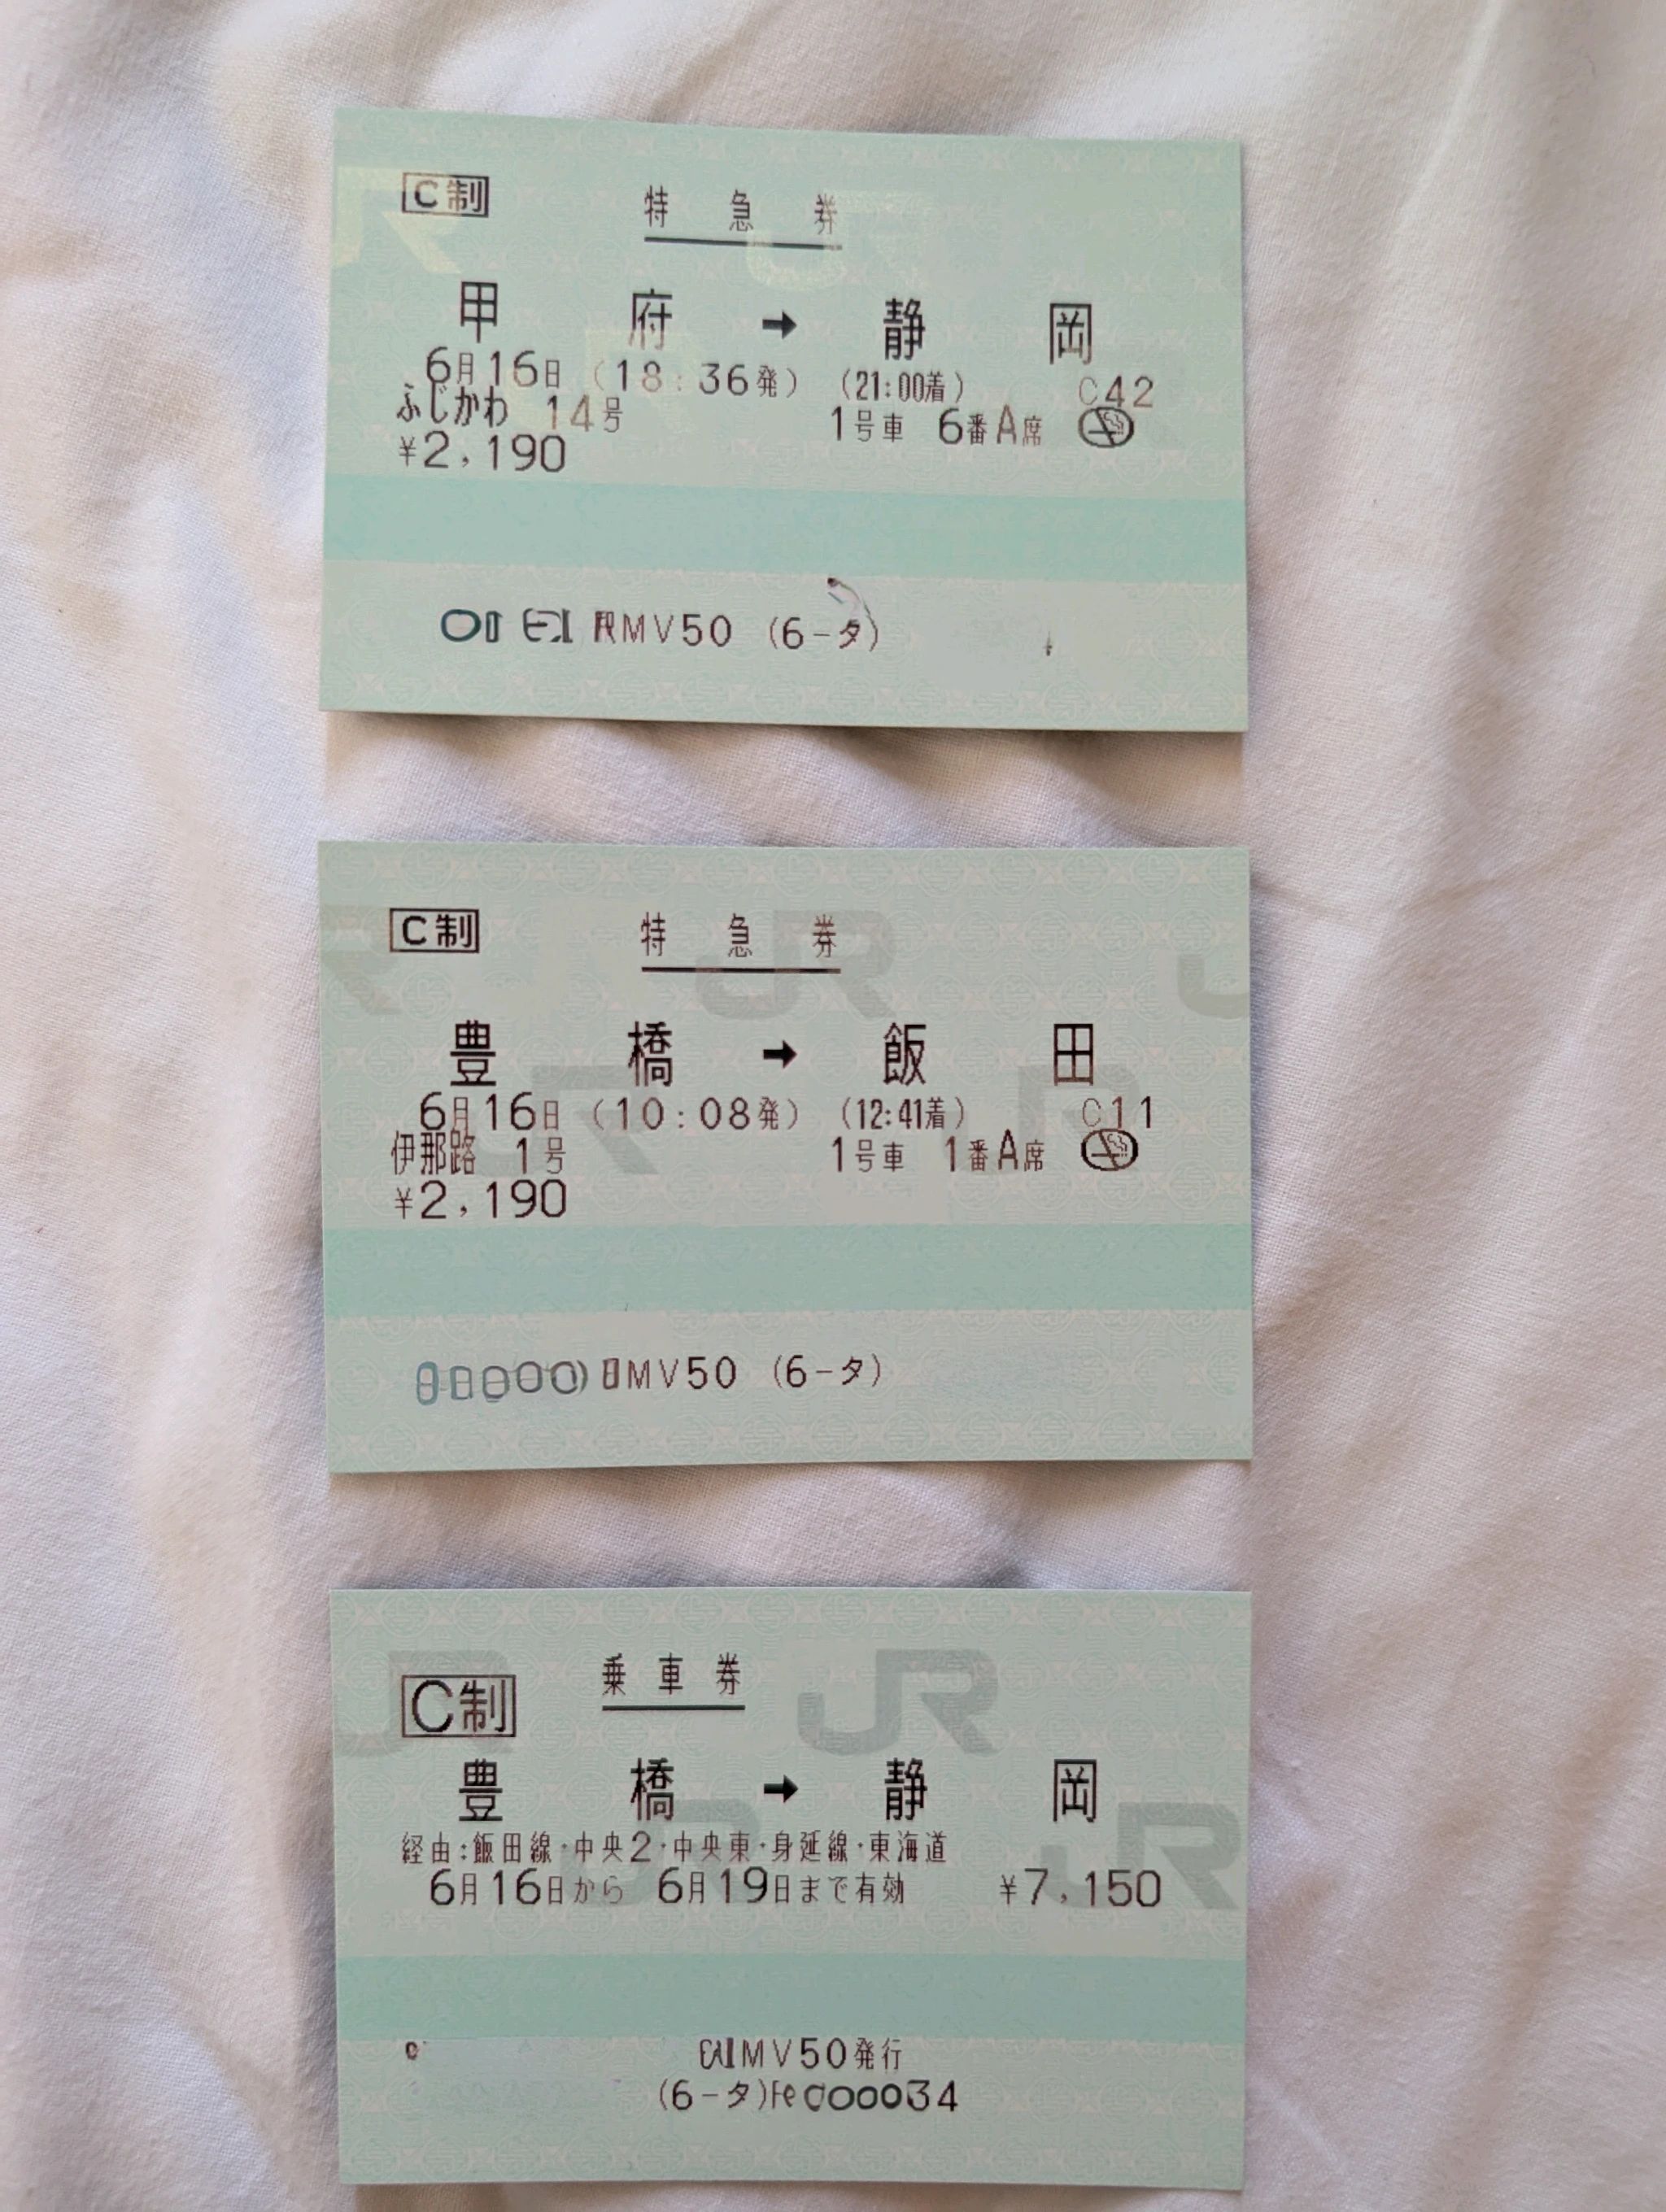 C制 特急券
甲府→静岡
6月16日(18:36発)(21:00着) C42
ふじかわ 14号 1号車 6番A席
¥2,190
MV50 (6-タ)
C制 特急券
豊橋→飯田
6月16日(10:08発)(12:41着) C11
伊那路 1号 1号車 1番A席
¥2,190
MV50 (6-タ)
乗車券
C制
豊橋→静岡
経由:飯田線・中央2・中央東・身延線・東海道
6月16日から 6月19日まで有効 ¥7,150
MV50発行
(6-タ)
JR